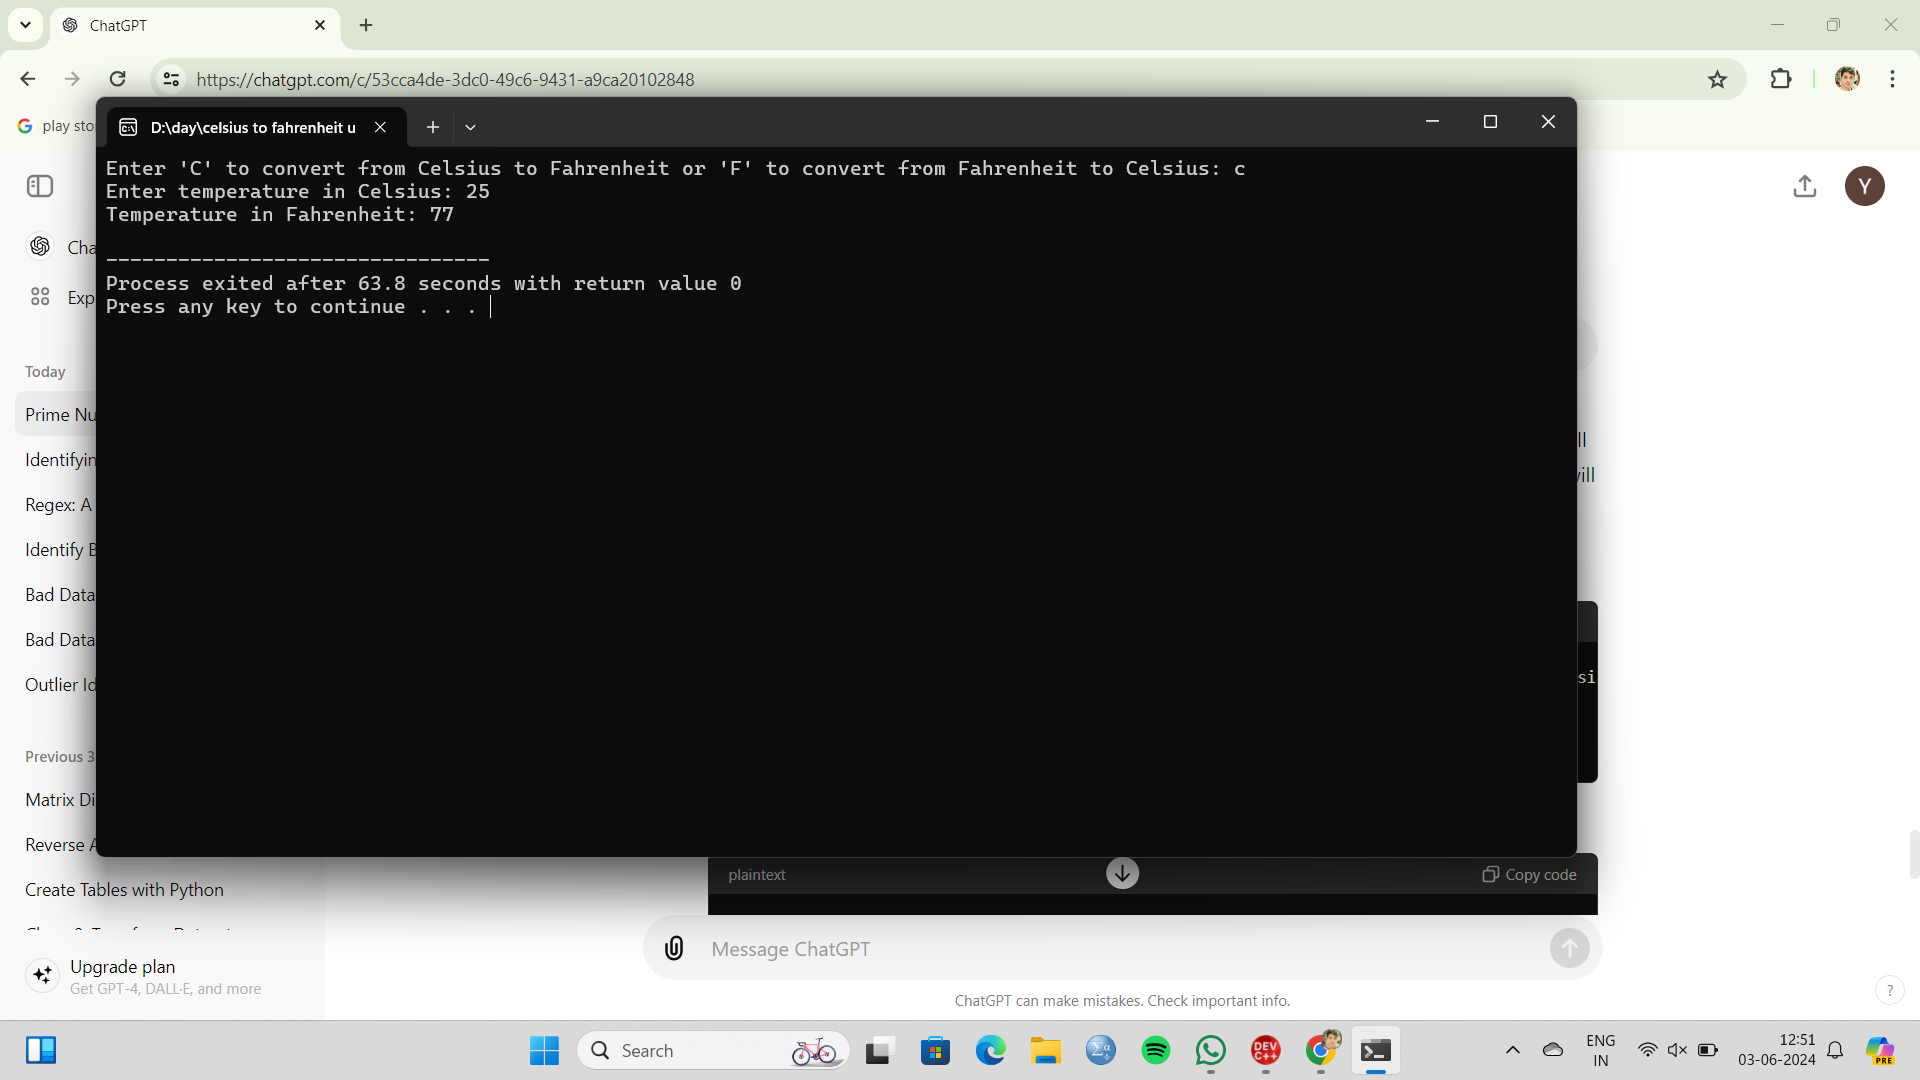 ChatGPT
https://chatgpt.com/c/53cca4de-3dc0-49c6-9431-a9ca20102848
play sto
D:\day\celsius to fahrenheit u
Enter 'C' to convert from Celsius to Fahrenheit or 'F' to convert from Fahrenheit to Celsius: c
Enter temperature in Celsius: 25
Temperature in Fahrenheit: 77
--------------------------------
Process exited after 63.8 seconds with return value 0
Press any key to continue . . .
Y
Cha
Exp
Today
Prime Nu
Identifyin
Regex: A
Identify B
Bad Data
Bad Data
Outlier Id
Previous 3
Matrix Di
Reverse A
Create Tables with Python
Upgrade plan
Get GPT-4, DALL·E, and more
ll
ill
si
plaintext
Copy code
Message ChatGPT
ChatGPT can make mistakes. Check important info.
?
Search
DEV
C++
ENG
IN
12:51
03-06-2024
PRE